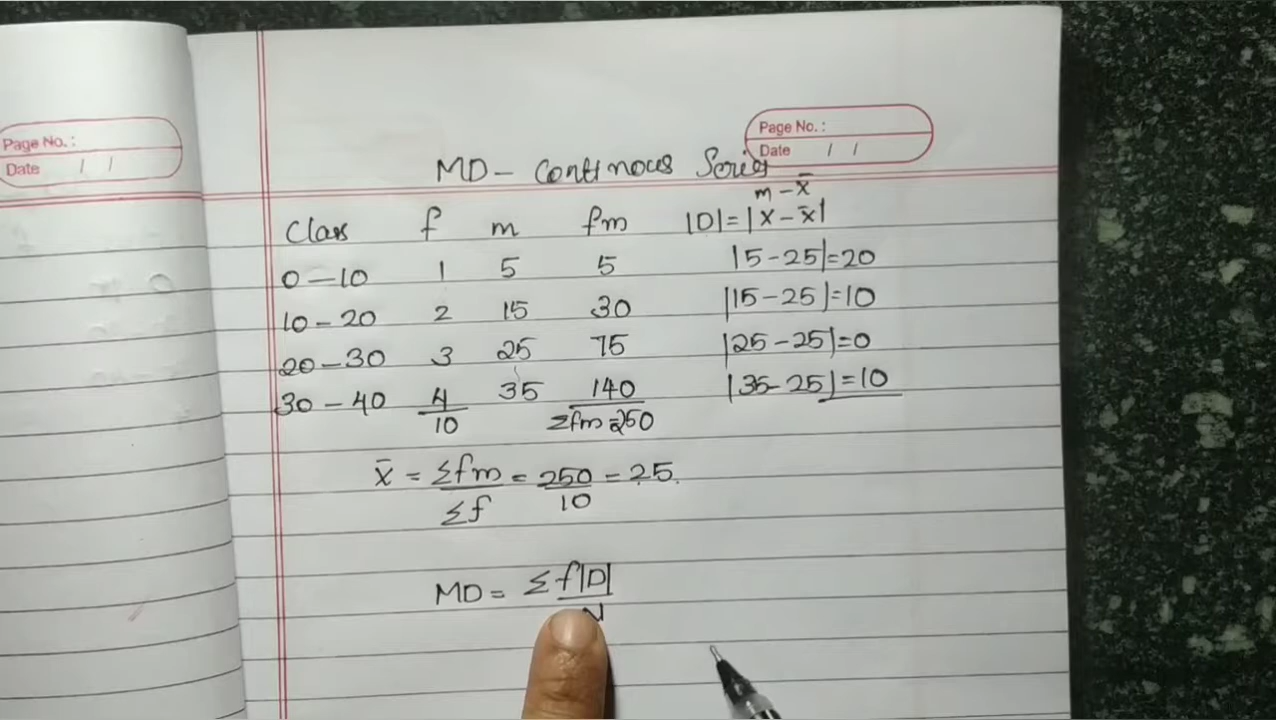 Page No. :
Date / /
Page No. :
Date / /
MD - Continous Series
m - x̄
Class f m fm |D| = |X - x̄|
0 - 10 1 5 5 |5 - 25| = 20
10 - 20 2 15 30 |15 - 25| = 10
20 - 30 3 25 75 |25 - 25| = 0
30 - 40 4 35 140 |35 - 25| = 10
10 Σfm = 250
x̄ = Σfm / Σf = 250 / 10 = 25.
MD = Σ f|D| / N